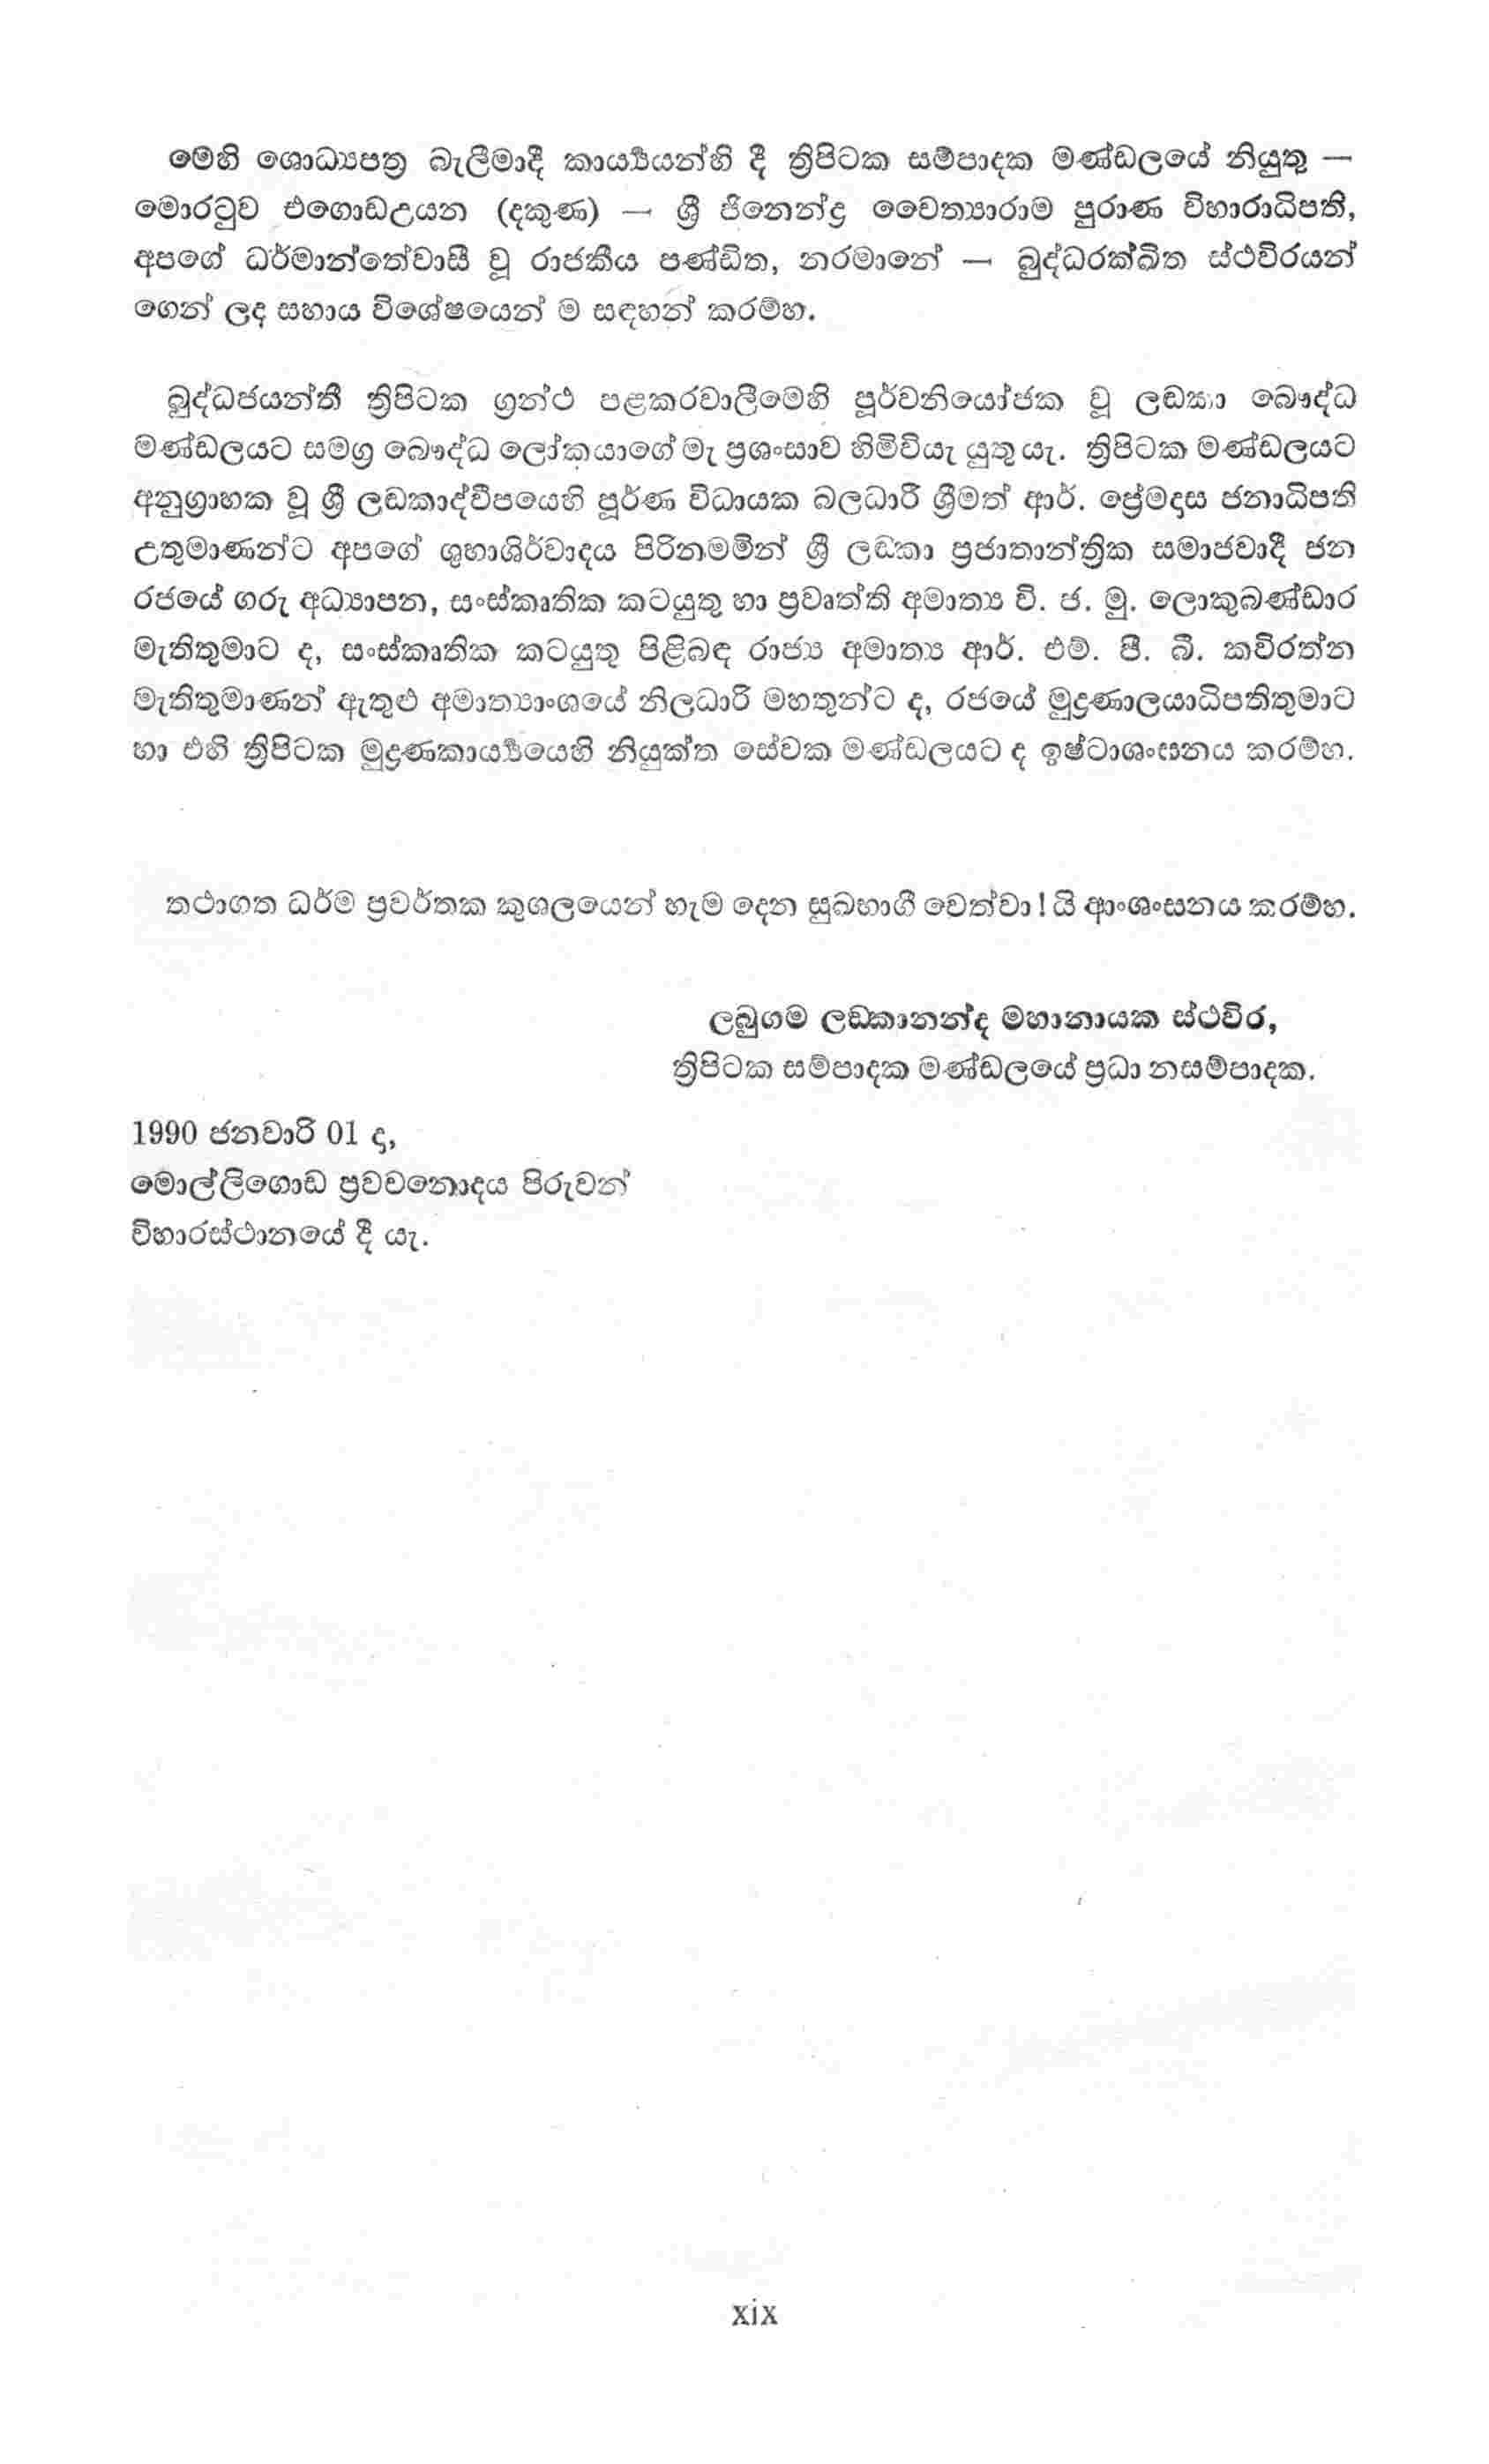 මෙහි ශොධ්‍යපත්‍ර බැලීමාදී කාර්‍ය්‍යයන්හි දී ත්‍රිපිටක සම්පාදක මණ්ඩලයේ නියුතු —
මොරටුව එගොඩඋයන (දකුණ) — ශ්‍රී ජිනෙන්ද්‍ර චෛත්‍යාරාම පුරාණ විහාරාධිපති,
අපගේ ධර්මාන්තේවාසී වූ රාජකීය පණ්ඩිත, නරමානේ — බුද්ධරක්ඛිත ස්ථවිරයන්
ගෙන් ලද සහාය විශේෂයෙන් ම සඳහන් කරම්හ.
බුද්ධජයන්තී ත්‍රිපිටක ග්‍රන්ථ පළකරවාලීමෙහි පූර්වනියෝජක වූ ලඞකා බෞද්ධ
මණ්ඩලයට සමග්‍ර බෞද්ධ ලෝකයාගේ මැ ප්‍රශංසාව හිමිවියැ යුතු යැ. ත්‍රිපිටක මණ්ඩලයට
අනුග්‍රාහක වූ ශ්‍රී ලඞකාද්වීපයෙහි පූර්ණ විධායක බලධාරී ශ්‍රීමත් ආර්. ප්‍රේමදාස ජනාධිපති
උතුමාණන්ට අපගේ ශුභාශිර්වාදය පිරිනමමින් ශ්‍රී ලඞකා ප්‍රජාතාන්ත්‍රික සමාජවාදී ජන
රජයේ ගරු අධ්‍යාපන, සංස්කෘතික කටයුතු හා ප්‍රවෘත්ති අමාත්‍ය වි. ජ. මු. ලොකුබණ්ඩාර
මැතිතුමාට ද, සංස්කෘතික කටයුතු පිළිබඳ රාජ්‍ය අමාත්‍ය ආර්. එම්. පී. බී. කවිරත්න
මැතිතුමාණන් ඇතුළු අමාත්‍යාංශයේ නිලධාරී මහතුන්ට ද, රජයේ මුද්‍රණාලයාධිපතිතුමාට
හා එහි ත්‍රිපිටක මුද්‍රණකාර්‍ය්‍යයෙහි නියුක්ත සේවක මණ්ඩලයට ද ඉෂ්ටාශංසනය කරම්හ.
තථාගත ධර්ම ප්‍රවර්තක කුශලයෙන් හැම දෙන සුඛභාගී වෙත්වා! යි ආංශංසනය කරම්හ.
ලබුගම ලඞකානන්ද මහානායක ස්ථවිර,
ත්‍රිපිටක සම්පාදක මණ්ඩලයේ ප්‍රධා නසම්පාදක.
1990 ජනවාරි 01 දා,
මොල්ලිගොඩ ප්‍රවචනොදය පිරුවන්
විහාරස්ථානයේ දී යැ.
xix